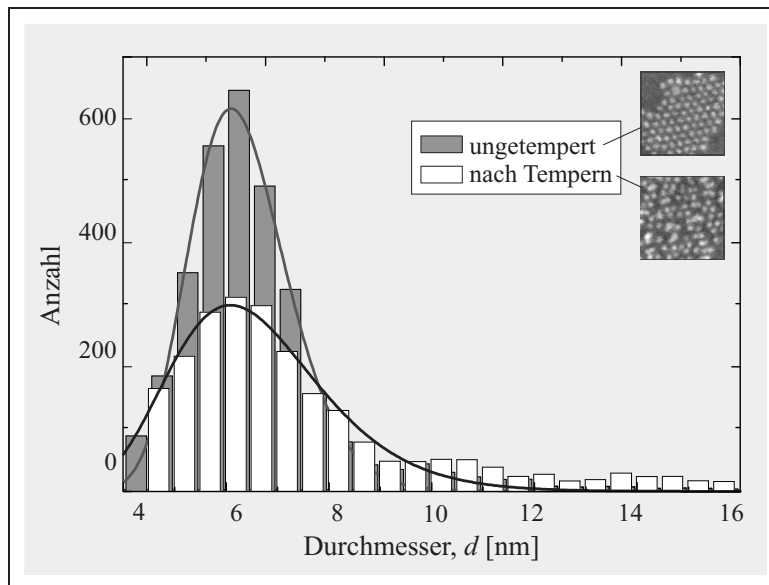 Anzahl
600
400
200
0
ungetempert
nach Tempern
4 6 8 10 12 14 16
Durchmesser, d [nm]